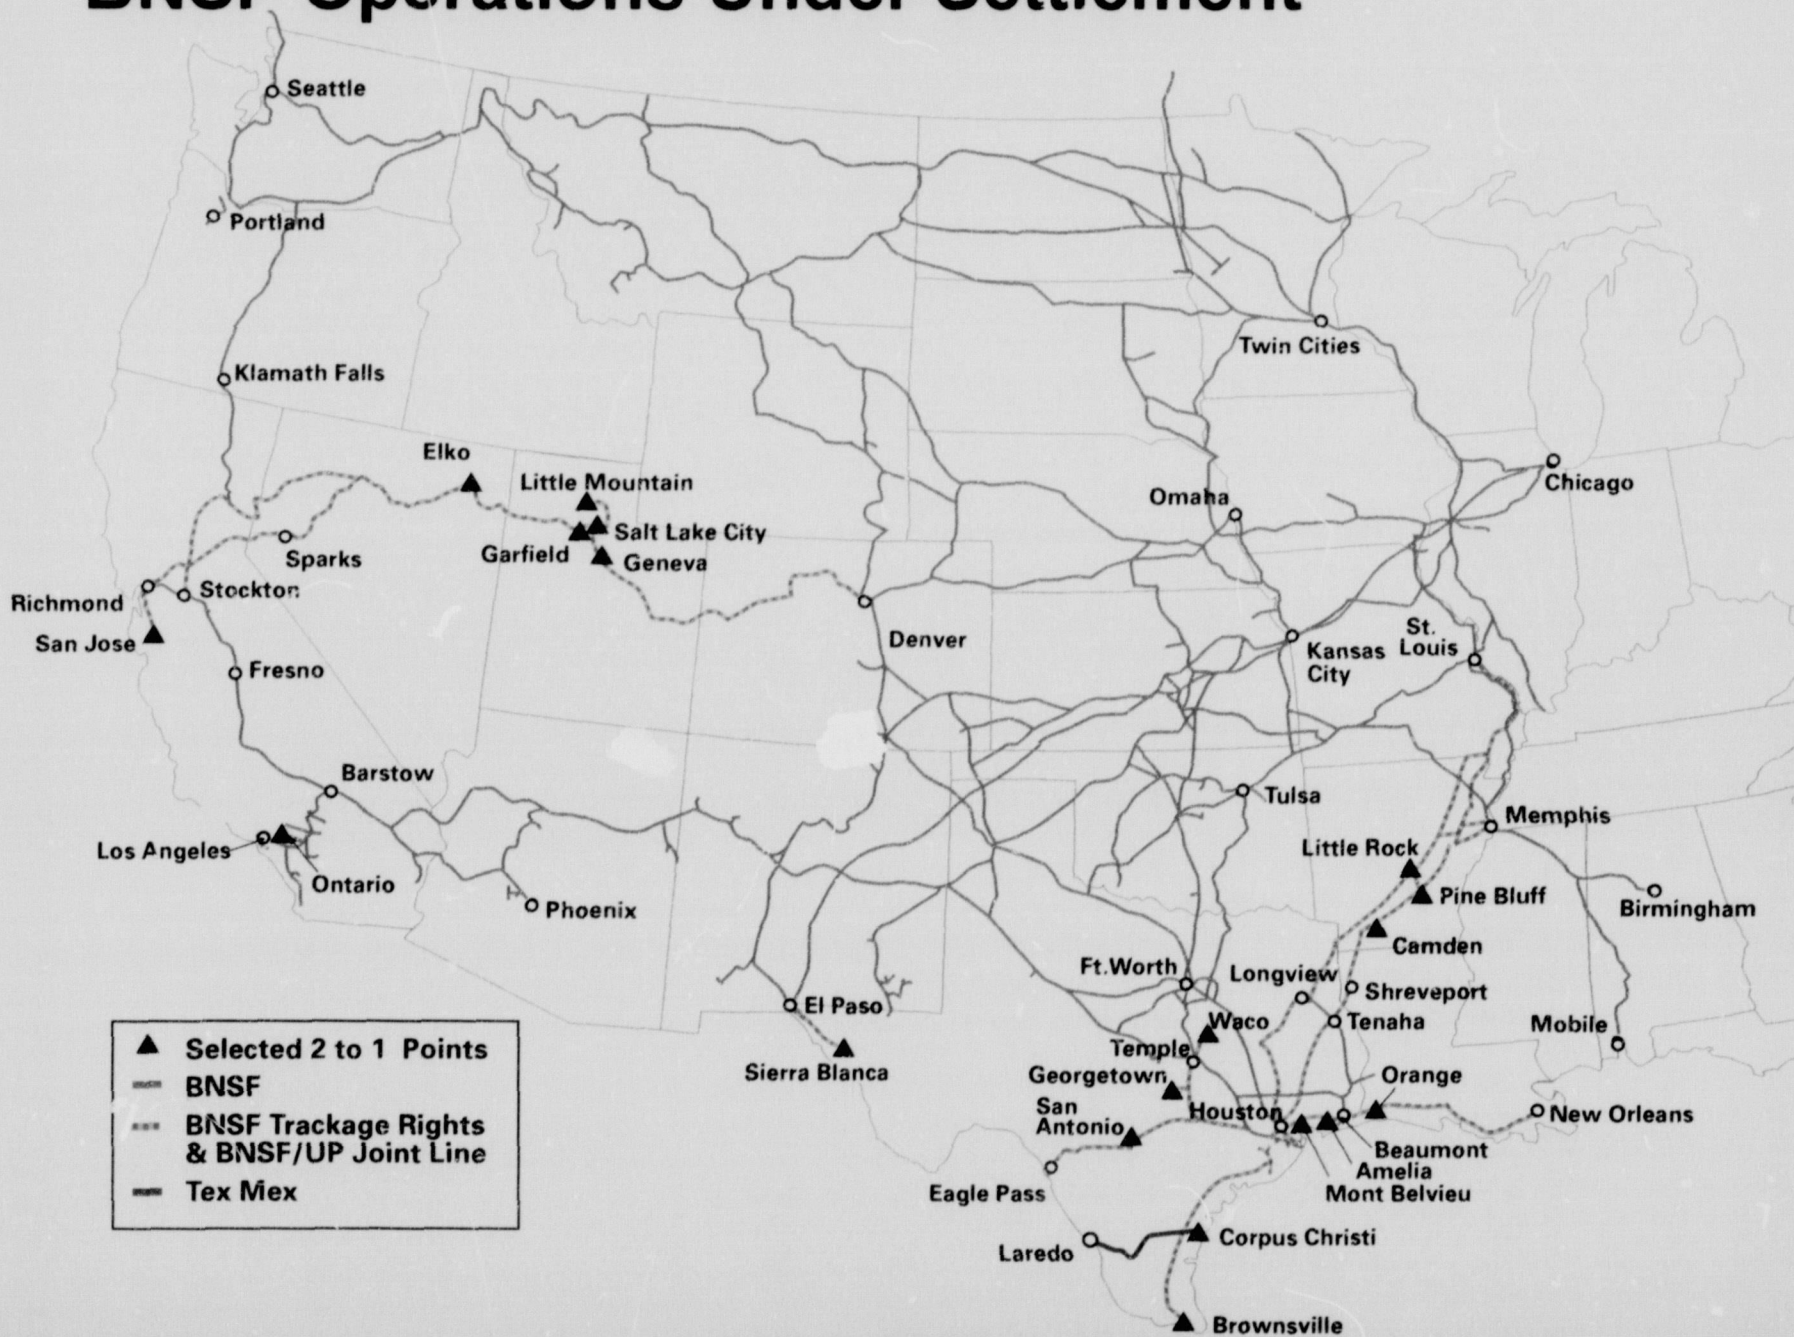 BNSF Operations Under Settlement
Seattle
Portland
Klamath Falls
Twin Cities
Elko
Little Mountain
Chicago
Omaha
Salt Lake City
Garfield
Geneva
Sparks
Stockton
Richmond
San Jose
Denver
St.
Louis
Kansas
City
Fresno
Barstow
Tulsa
Memphis
Los Angeles
Ontario
Little Rock
Pine Bluff
Phoenix
Birmingham
Camden
Ft.Worth
Longview
Shreveport
El Paso
Waco
Tenaha
Mobile
Temple
Sierra Blanca
Georgetown
Orange
San
Antonio
Houston
New Orleans
Beaumont
Amelia
Mont Belvieu
Eagle Pass
Corpus Christi
Laredo
Brownsville
Selected 2 to 1 Points
BNSF
BNSF Trackage Rights
& BNSF/UP Joint Line
Tex Mex